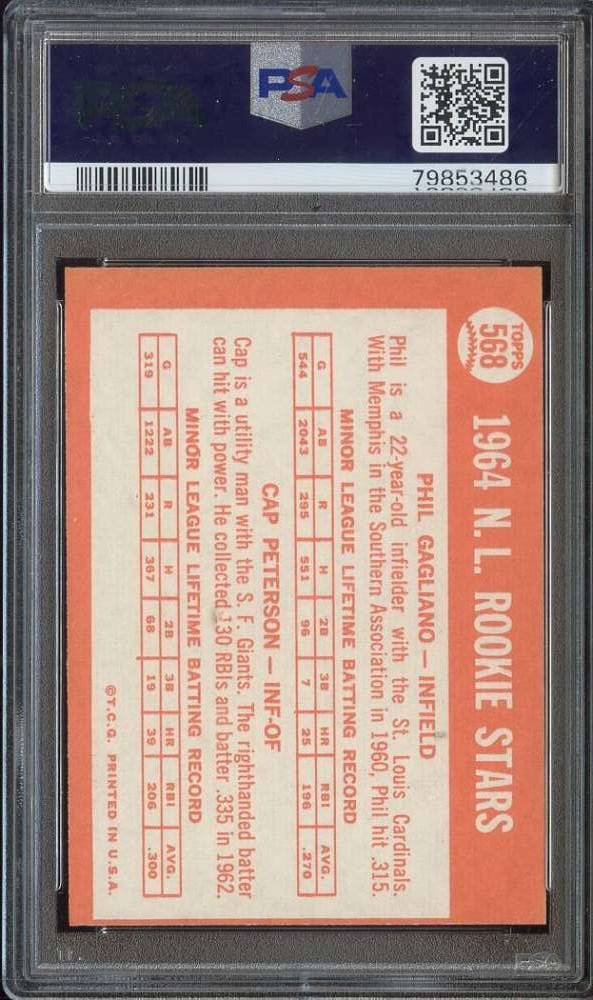 PSA
79853486
TOPPS
568
1964 N. L. ROOKIE STARS
PHIL GAGLIANO — INFIELD
Phil is a 22-year-old infielder with the St. Louis Cardinals.
With Memphis in the Southern Association in 1960, Phil hit .315.
MINOR LEAGUE LIFETIME BATTING RECORD
G AB R H 2B 3B HR RBI AVG.
544 2043 295 551 96 7 25 196 .270
CAP PETERSON — INF-OF
Cap is a utility man with the S. F. Giants. The righthanded batter
can hit with power. He collected 130 RBIs and batter .335 in 1962.
MINOR LEAGUE LIFETIME BATTING RECORD
G AB R H 2B 3B HR RBI AVG.
319 1222 231 367 68 19 39 206 .300
©T.C.G. PRINTED IN U.S.A.